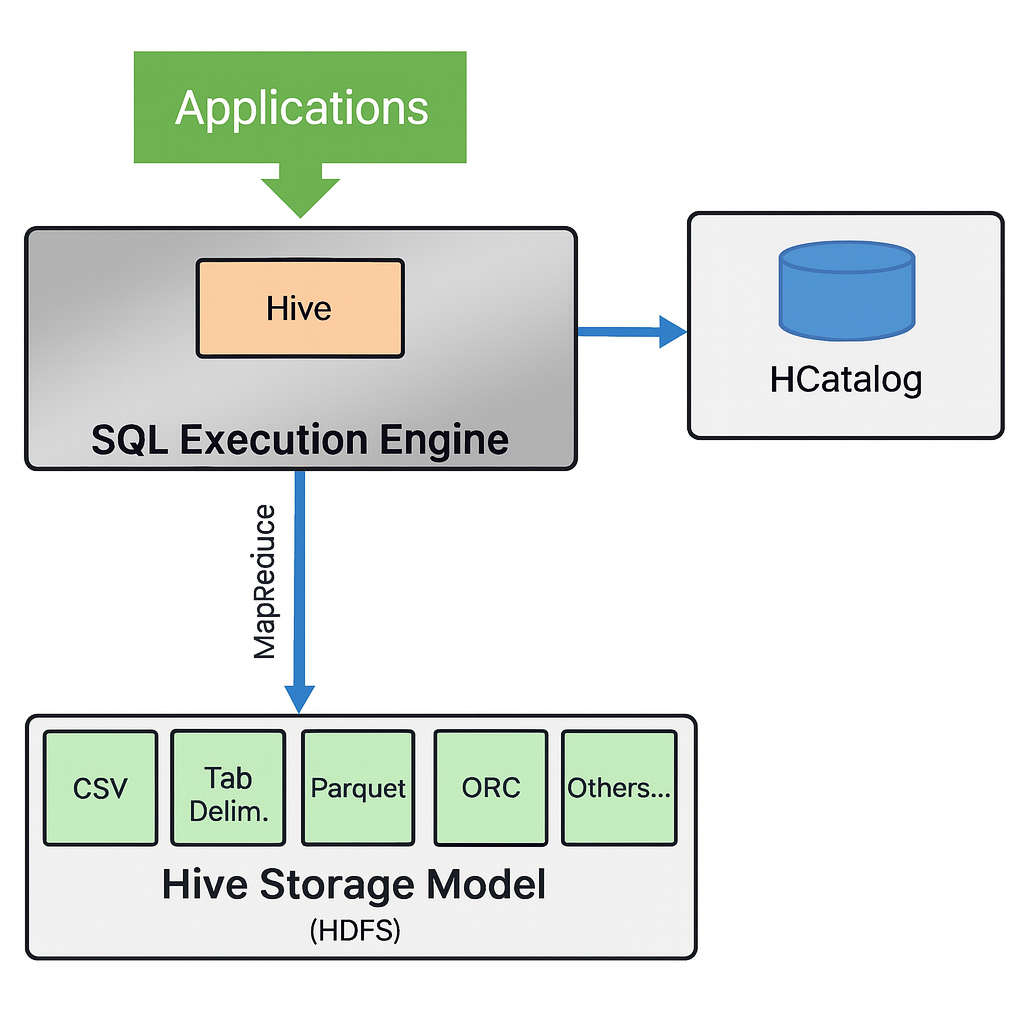 Applications
Hive
SQL Execution Engine
HCatalog
MapReduce
CSV
Tab
Delim.
Parquet
ORC
Others...
Hive Storage Model
(HDFS)